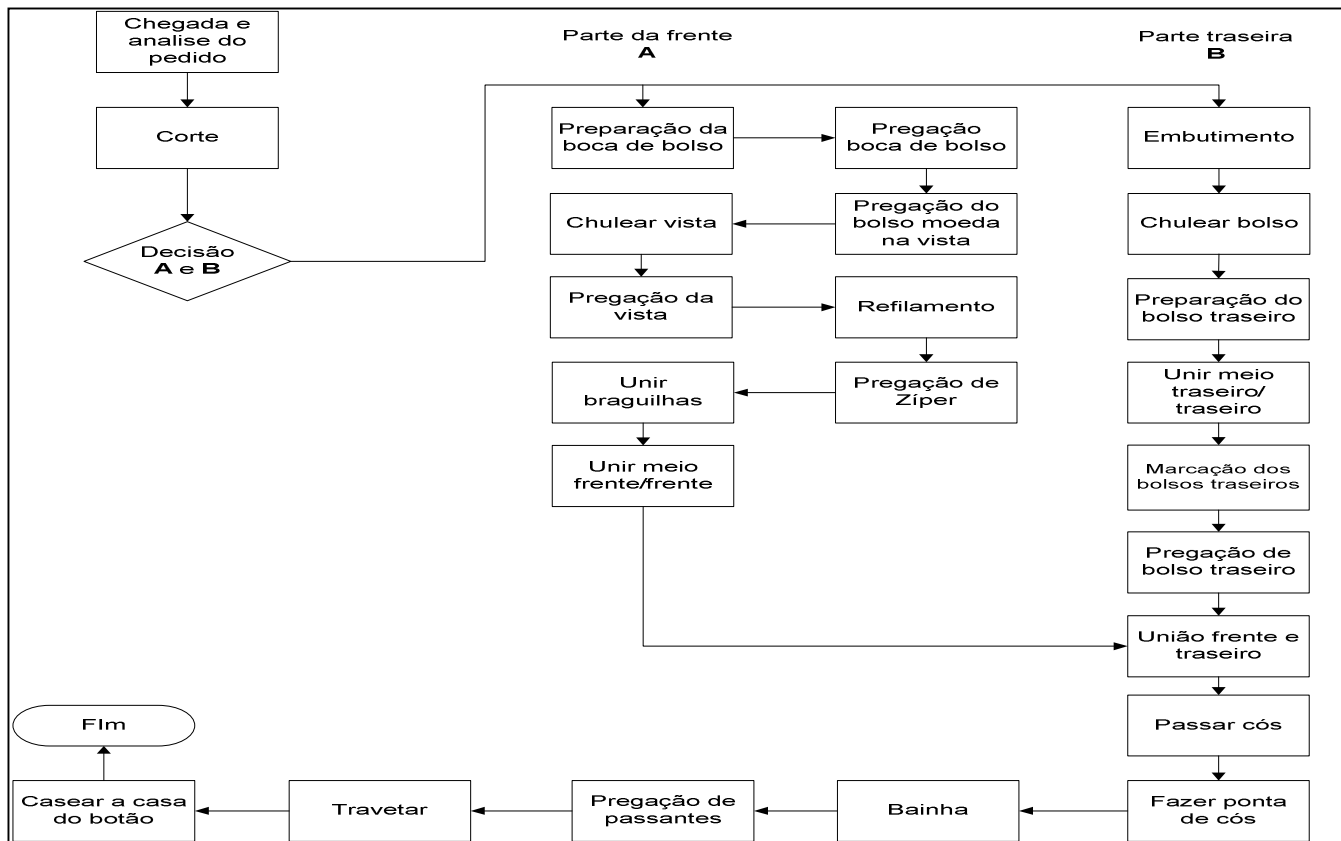 Chegada e
analise do
pedido
Corte
Decisão
A e B
Parte da frente
A
Preparação da
boca de bolso
Pregação
boca de bolso
Pregação do
bolso moeda
na vista
Chulear vista
Pregação da
vista
Refilamento
Pregação de
Zíper
Unir
braguilhas
Unir meio
frente/frente
Parte traseira
B
Embutimento
Chulear bolso
Preparação do
bolso traseiro
Unir meio
traseiro/
traseiro
Marcação dos
bolsos traseiros
Pregação de
bolso traseiro
União frente e
traseiro
Passar cós
Fazer ponta
de cós
Bainha
Pregação de
passantes
Travetar
Casear a casa
do botão
FIm